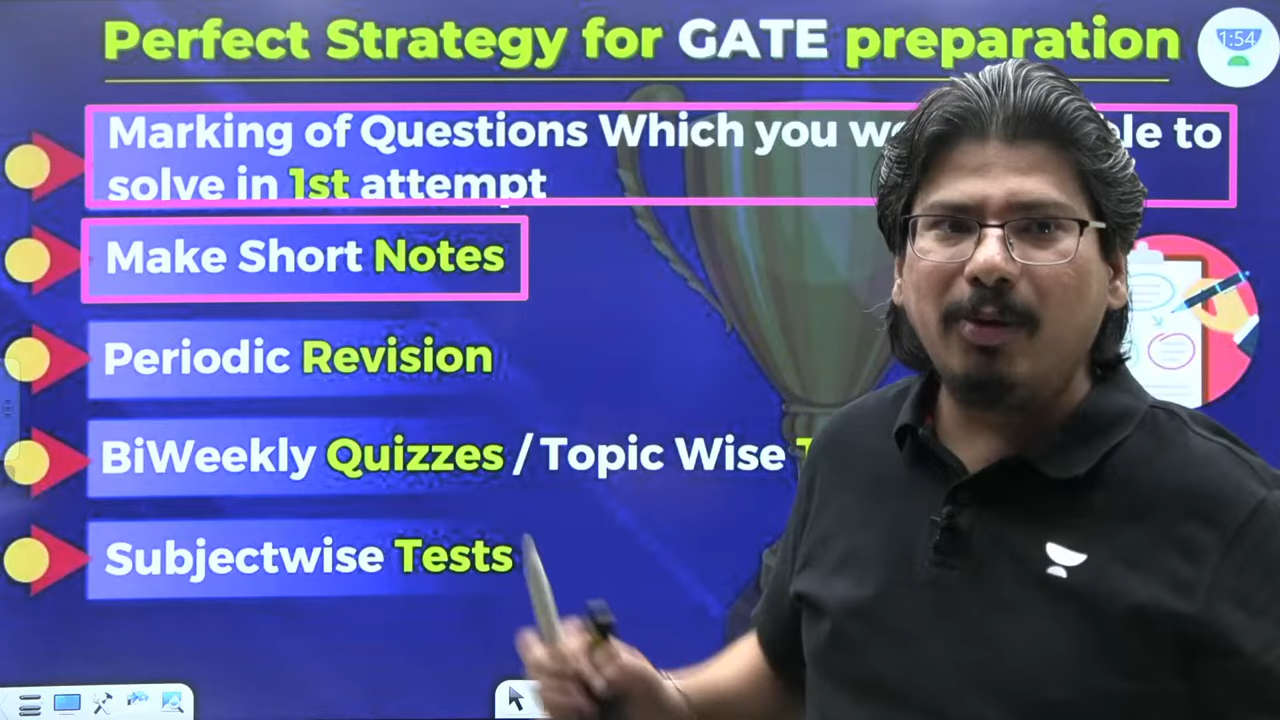 Perfect Strategy for GATE preparation
1:54
Marking of Questions Which you to
solve in 1st attempt
Make Short Notes
Periodic Revision
BiWeekly Quizzes / Topic Wise
Subjectwise Tests